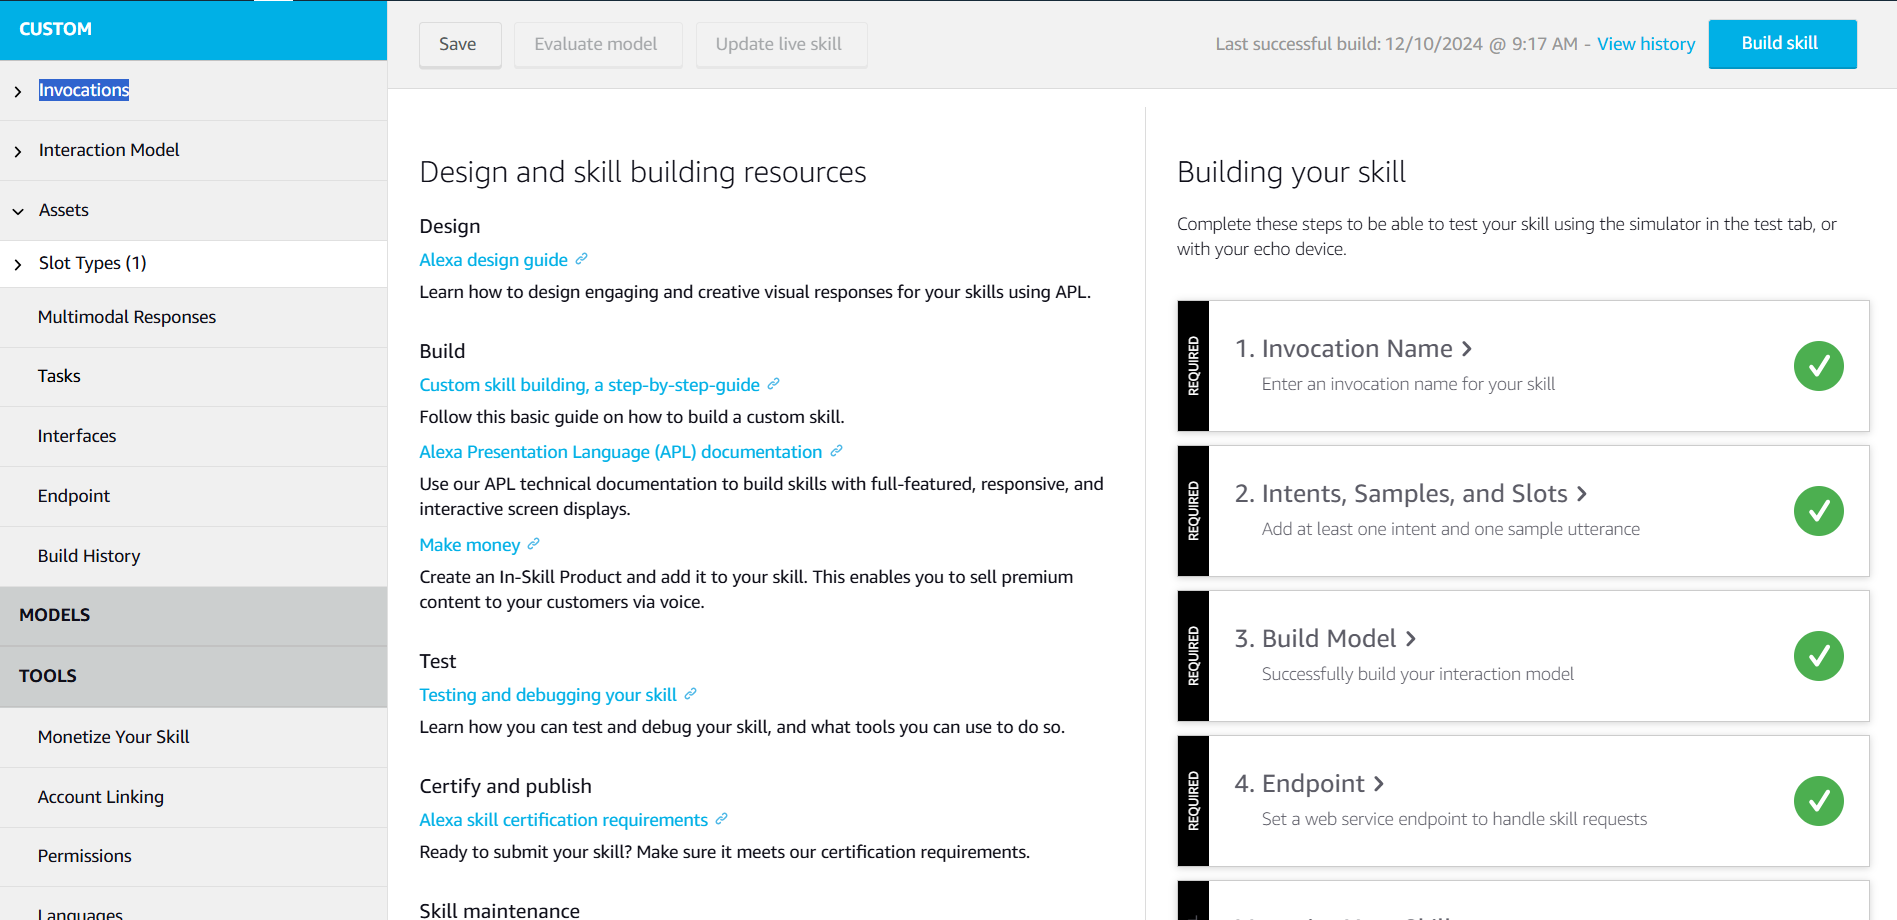 CUSTOM
Invocations
Interaction Model
Assets
Slot Types (1)
Multimodal Responses
Tasks
Interfaces
Endpoint
Build History
MODELS
TOOLS
Monetize Your Skill
Account Linking
Permissions
Languages
Save
Evaluate model
Update live skill
Last successful build: 12/10/2024 @ 9:17 AM - View history
Build skill
Design and skill building resources
Design
Alexa design guide
Learn how to design engaging and creative visual responses for your skills using APL.
Build
Custom skill building, a step-by-step-guide
Follow this basic guide on how to build a custom skill.
Alexa Presentation Language (APL) documentation
Use our APL technical documentation to build skills with full-featured, responsive, and
interactive screen displays.
Make money
Create an In-Skill Product and add it to your skill. This enables you to sell premium
content to your customers via voice.
Test
Testing and debugging your skill
Learn how you can test and debug your skill, and what tools you can use to do so.
Certify and publish
Alexa skill certification requirements
Ready to submit your skill? Make sure it meets our certification requirements.
Skill maintenance
Building your skill
Complete these steps to be able to test your skill using the simulator in the test tab, or
with your echo device.
REQUIRED
1. Invocation Name
Enter an invocation name for your skill
REQUIRED
2. Intents, Samples, and Slots
Add at least one intent and one sample utterance
REQUIRED
3. Build Model
Successfully build your interaction model
REQUIRED
4. Endpoint
Set a web service endpoint to handle skill requests